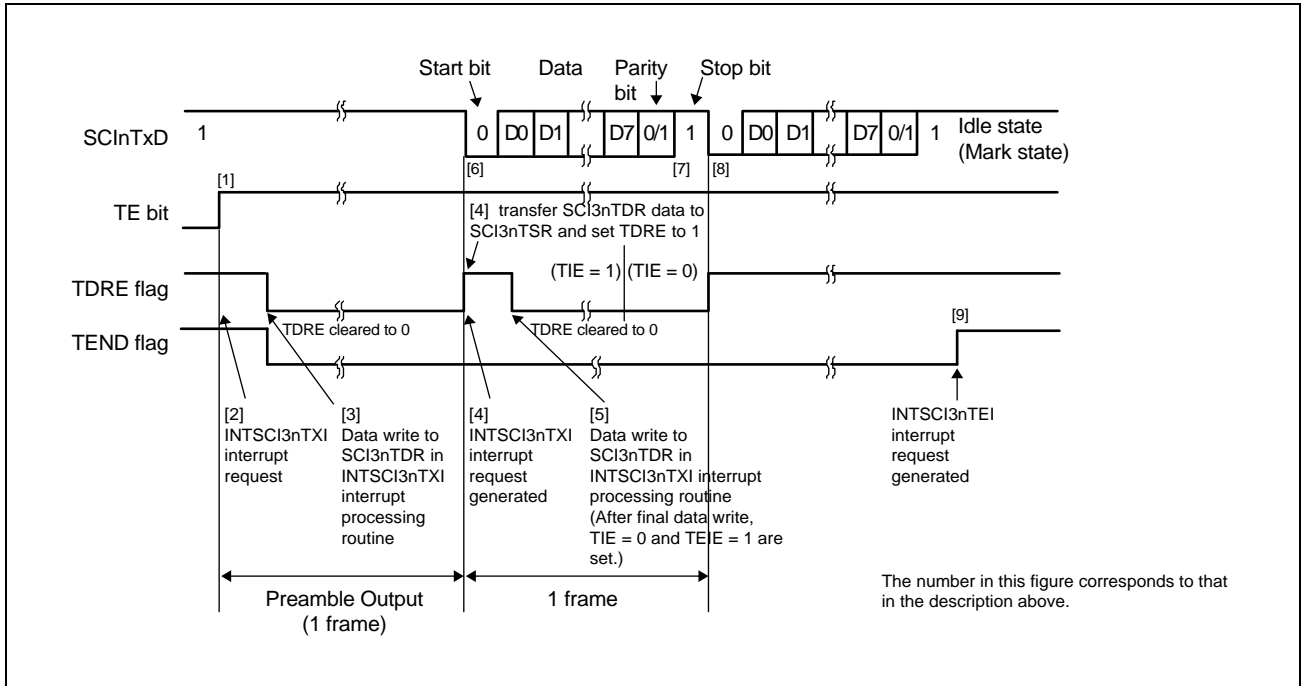 Start bit
Data
Parity
bit
Stop bit
SCInTxD
1
0 D0 D1 D7 0/1 1 0 D0 D1 D7 0/1 1
Idle state
(Mark state)
[6]
[7]
[8]
[1]
TE bit
[4] transfer SCI3nTDR data to
SCI3nTSR and set TDRE to 1
(TIE = 1) (TIE = 0)
TDRE flag
TDRE cleared to 0
TDRE cleared to 0
[9]
TEND flag
[2]
INTSCI3nTXI
interrupt
request
[3]
Data write to
SCI3nTDR in
INTSCI3nTXI
interrupt
processing
routine
[4]
INTSCI3nTXI
interrupt
request
generated
[5]
Data write to
SCI3nTDR in
INTSCI3nTXI interrupt
processing routine
(After final data write,
TIE = 0 and TEIE = 1 are
set.)
INTSCI3nTEI
interrupt
request
generated
Preamble Output
(1 frame)
1 frame
The number in this figure corresponds to that
in the description above.